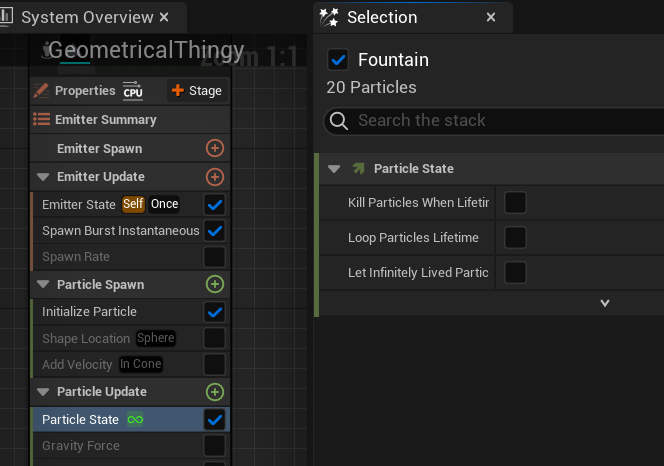 System Overview
GeometricalThingy
Zoom 1:1
Properties CPU Stage
Emitter Summary
Emitter Spawn
Emitter Update
Emitter State Self Once
Spawn Burst Instantaneous
Spawn Rate
Particle Spawn
Initialize Particle
Shape Location Sphere
Add Velocity In Cone
Particle Update
Particle State
Gravity Force
Selection
Fountain
20 Particles
Search the stack
Particle State
Kill Particles When Lifetir
Loop Particles Lifetime
Let Infinitely Lived Partic